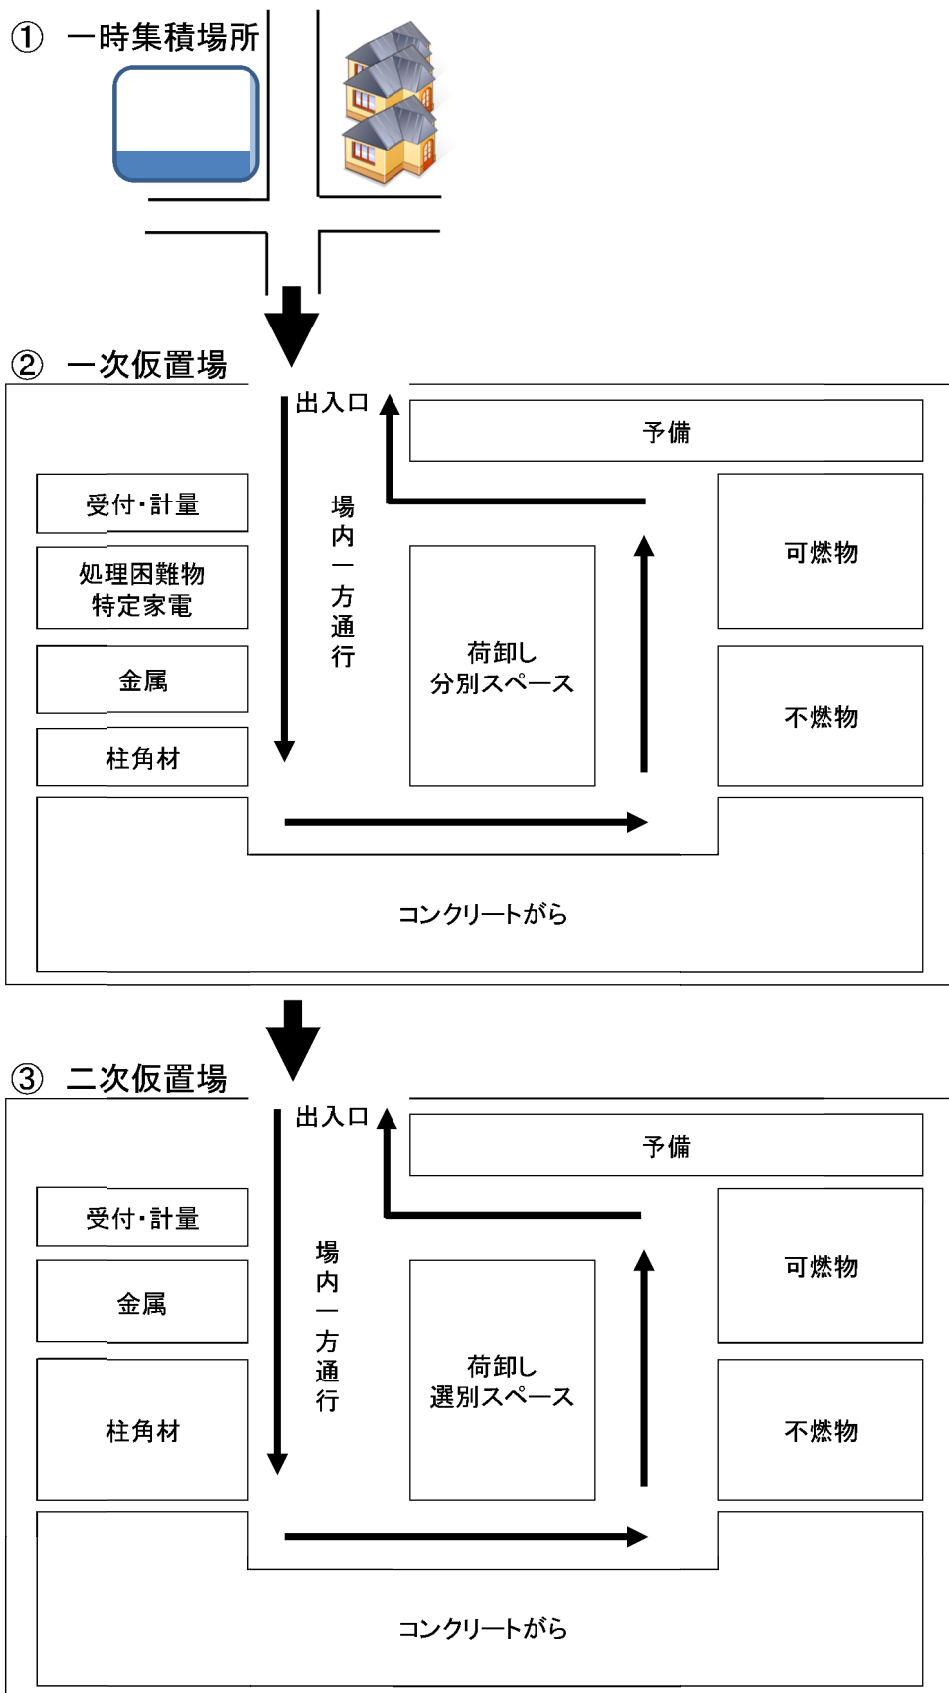 ① 一時集積場所
② 一次仮置場
出入口
予備
受付・計量
処理困難物
特定家電
金属
柱角材
場内一方通行
荷卸し
分別スペース
可燃物
不燃物
コンクリートがら
③ 二次仮置場
出入口
予備
受付・計量
金属
柱角材
場内一方通行
荷卸し
選別スペース
可燃物
不燃物
コンクリートがら